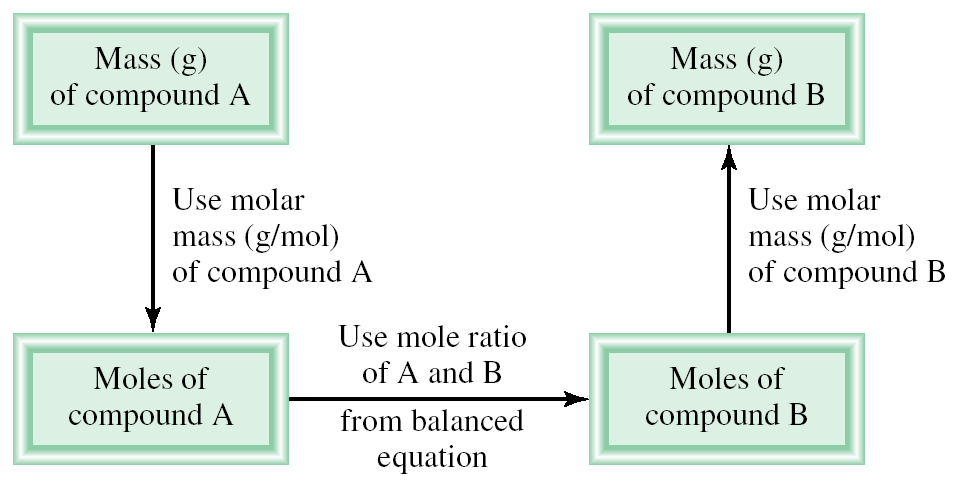 Mass (g)
of compound A
Mass (g)
of compound B
Use molar
mass (g/mol)
of compound A
Use molar
mass (g/mol)
of compound B
Moles of
compound A
Use mole ratio
of A and B
from balanced
equation
Moles of
compound B